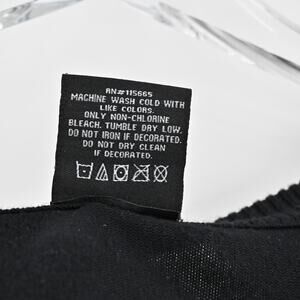 RN#115665
MACHINE WASH COLD WITH
LIKE COLORS.
ONLY NON-CHLORINE
BLEACH. TUMBLE DRY LOW.
DO NOT IRON IF DECORATED.
DO NOT DRY CLEAN
IF DECORATED.